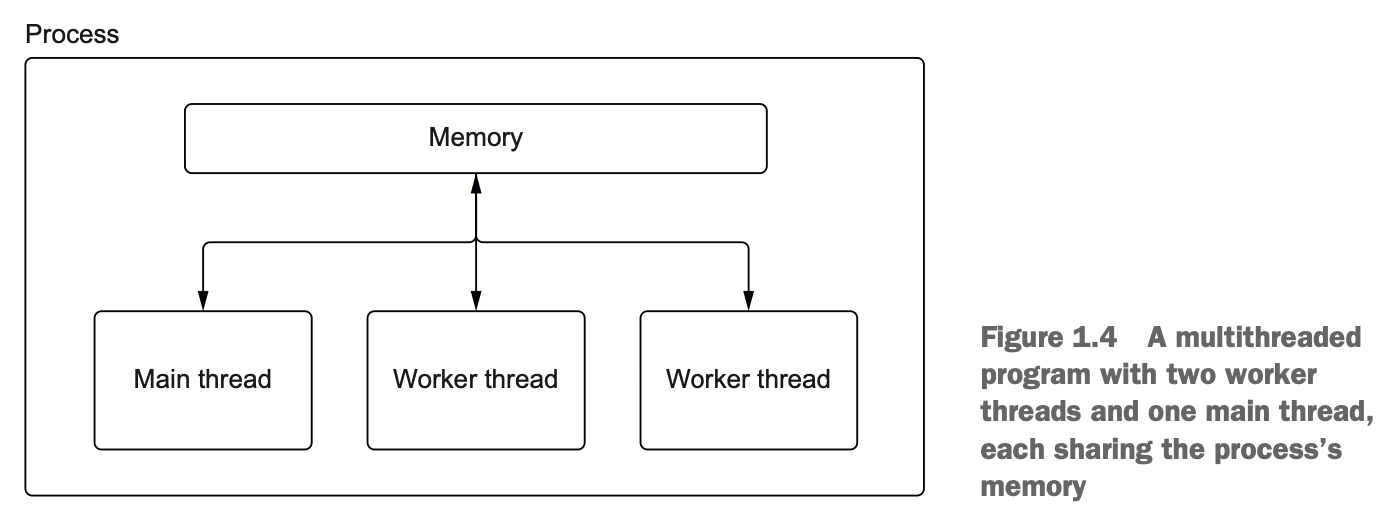 Process
Memory
Main thread
Worker thread
Worker thread
Figure 1.4 A multithreaded
program with two worker
threads and one main thread,
each sharing the process’s
memory